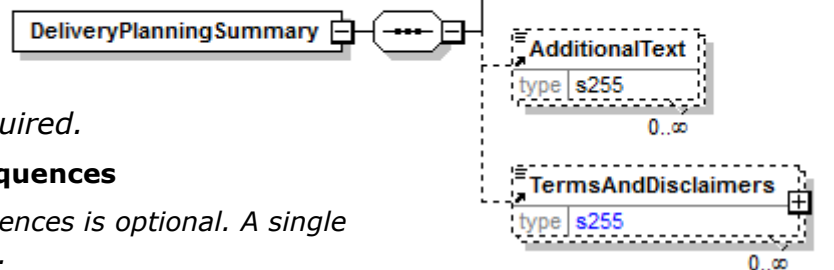 DeliveryPlanningSummary
AdditionalText
type s255
0..∞
uired.
quences
TermsAndDisclaimers
type s255
ences is optional. A single
0..∞